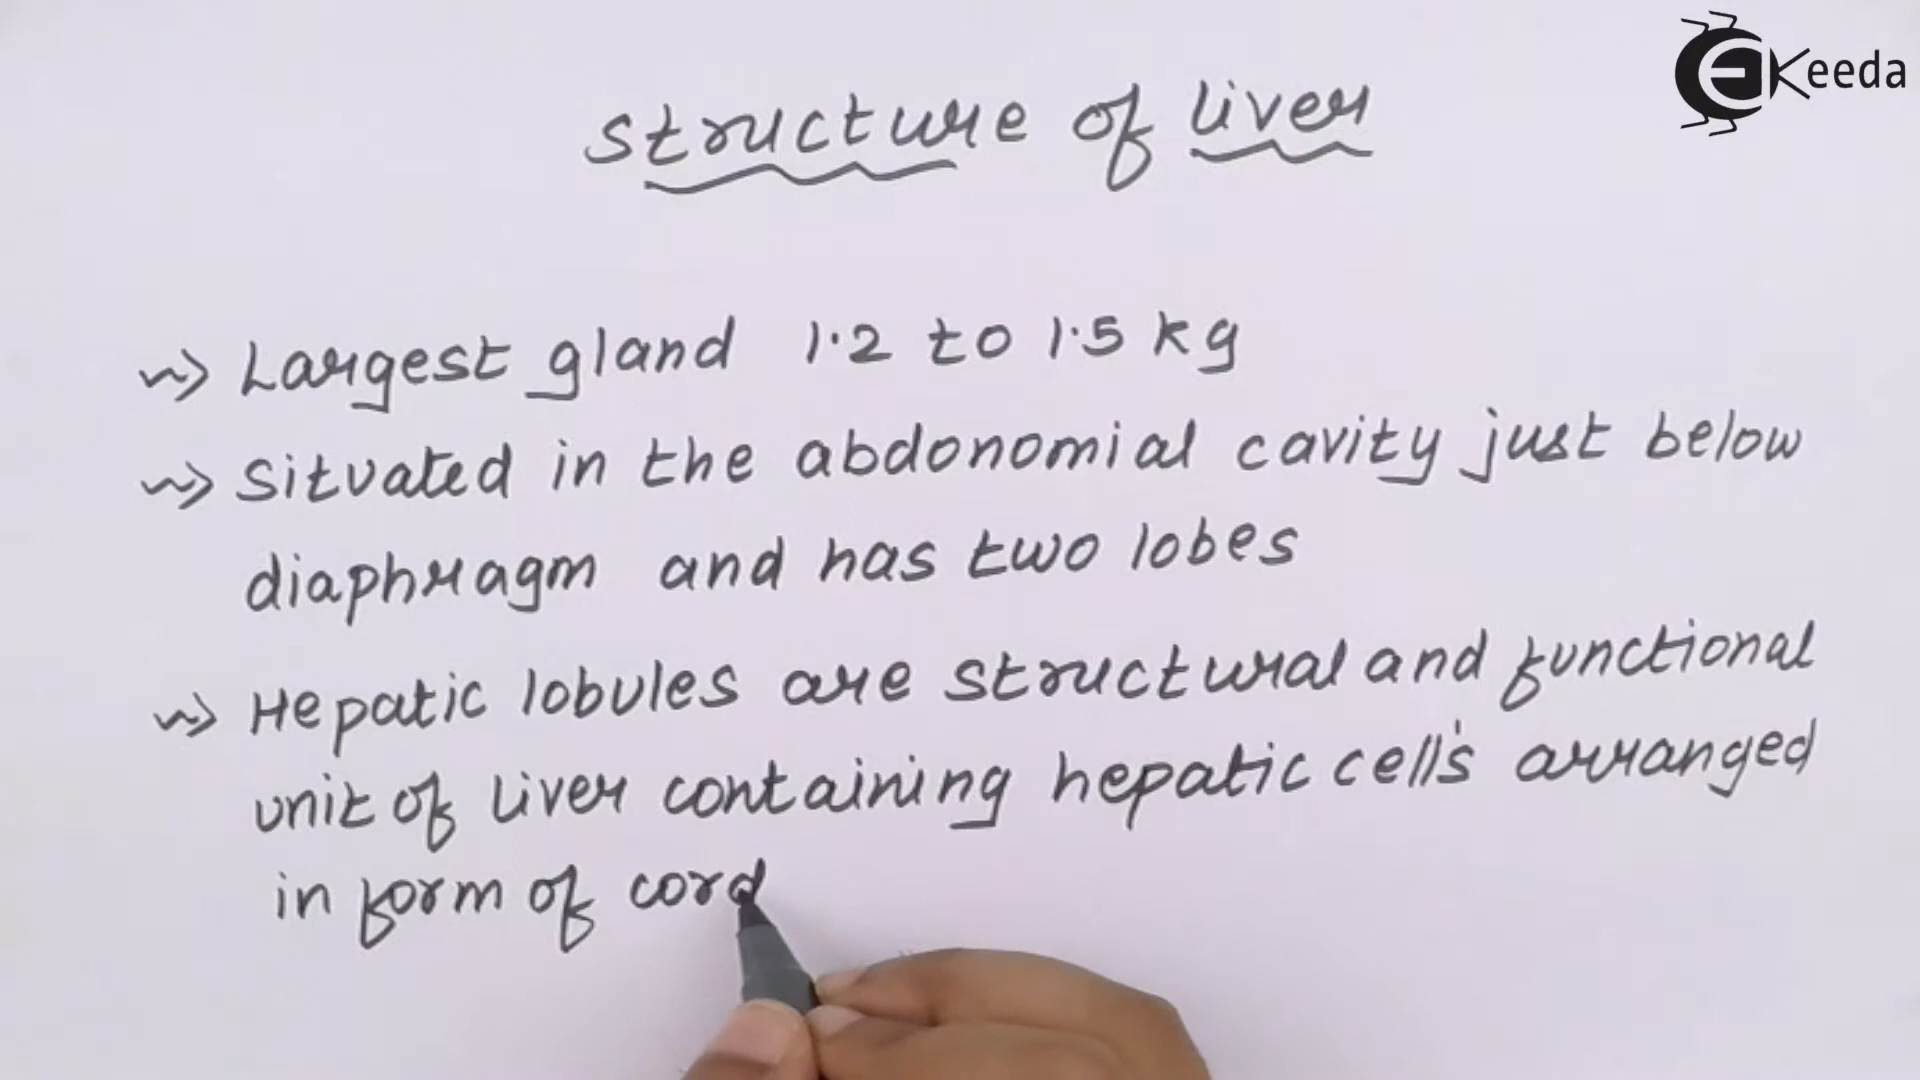 EKeeda
Structure of liver
Largest gland 1.2 to 1.5 kg
Situated in the abdonomial cavity just below
diaphragm and has two lobes
Hepatic lobules are structural and functional
unit of liver containing hepatic cell's arranged
in form of cord